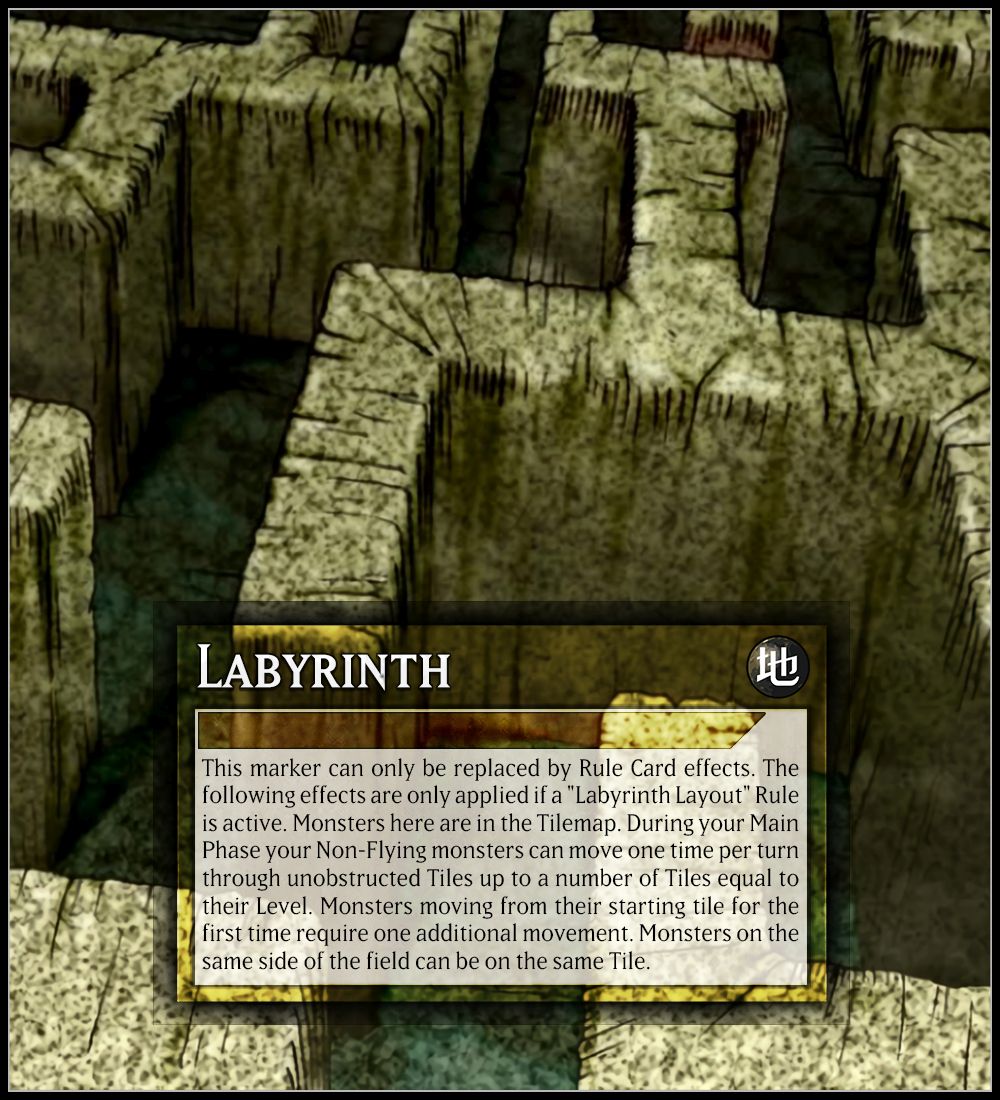 Labyrinth
地
This marker can only be replaced by Rule Card effects. The
following effects are only applied if a "Labyrinth Layout" Rule
is active. Monsters here are in the Tilemap. During your Main
Phase your Non-Flying monsters can move one time per turn
through unobstructed Tiles up to a number of Tiles equal to
their Level. Monsters moving from their starting tile for the
first time require one additional movement. Monsters on the
same side of the field can be on the same Tile.